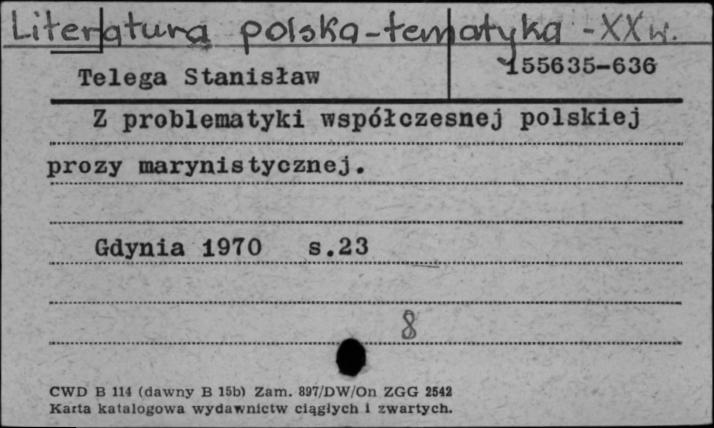 Literatura polska-tematyka - XX w.
Telega Stanisław 155635-636
Z problematyki współczesnej polskiej
prozy marynistycznej.
Gdynia 1970 s.23
8
CWD B 114 (dawny B 15b) Zam. 897/DW/On ZGG 2542
Karta katalogowa wydawnictw ciągłych i zwartych.